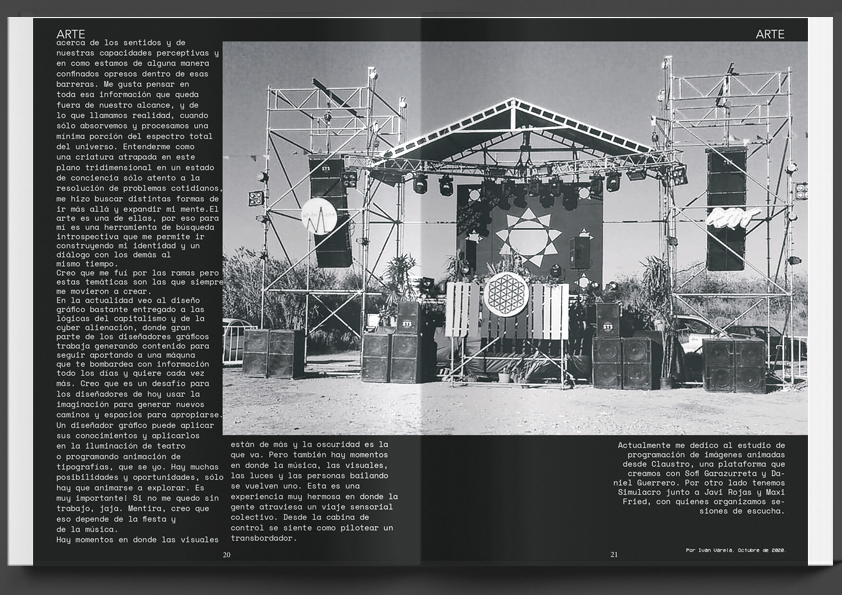 ARTE
acerca de los sentidos y de
nuestras capacidades perceptivas y
en como estamos de alguna manera
confinados opresos dentro de esas
barreras. Me gusta pensar en
toda esa información que queda
fuera de nuestro alcance, y de
lo que llamamos realidad, cuando
sólo absorvemos y procesamos una
mínima porción del espectro total
del universo. Entenderme como
una criatura atrapada en este
plano tridimensional en un estado
de conciencia sólo atento a la
resolución de problemas cotidianos,
me hizo buscar distintas formas de
ir más allá y expandir mi mente.El
arte es una de ellas, por eso para
mí es una herramienta de búsqueda
introspectiva que me permite ir
construyendo mi identidad y un
diálogo con los demás al
mismo tiempo.
Creo que me fui por las ramas pero
estas temáticas son las que siempre
me movieron a crear.
En la actualidad veo al diseño
gráfico bastante entregado a las
lógicas del capitalismo y de la
cyber alienación, donde gran
parte de los diseñadores gráficos
trabaja generando contenido para
seguir aportando a una máquna
que te bombardea con información
todo los días y quiere cada vez
más. Creo que es un desafío para
los diseñadores de hoy usar la
imaginación para generar nuevos
caminos y espacios para apropiarse.
Un diseñador gráfico puede aplicar
sus conocimientos y aplicarlos
en la iluminación de teatro
o programando animación de
tipografías, que se yo. Hay muchas
posibilidades y oportunidades, sólo
hay que animarse a explorar. Es
muy importante! Si no me quedo sin
trabajo, jaja. Mentira, creo que
eso depende de la fiesta y
de la música.
Hay momentos en donde las visuales
están de más y la oscuridad es la
que va. Pero también hay momentos
en donde la música, las visuales,
las luces y las personas bailando
se vuelven uno. Esta es una
experiencia muy hermosa en donde la
gente atraviesa un viaje sensorial
colectivo. Desde la cabina de
control se siente como pilotear un
transbordador.
20
ARTE
Actualmente me dedico al estudio de
programación de imágenes animadas
desde Claustro, una plataforma que
creamos con Sofi Garazurreta y Da-
niel Guerrero. Por otro lado tenemos
Simulacro junto a Javi Rojas y Maxi
Fried, con quienes organizamos se-
siones de escucha.
Por Iván Varela. Octubre de 2020.
21